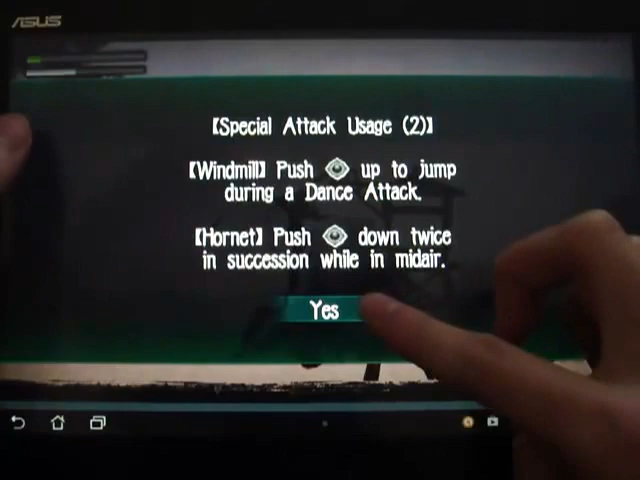 ASUS
【Special Attack Usage (2)】
【Windmill】 Push up to jump
during a Dance Attack.
【Hornet】 Push down twice
in succession while in midair.
Yes